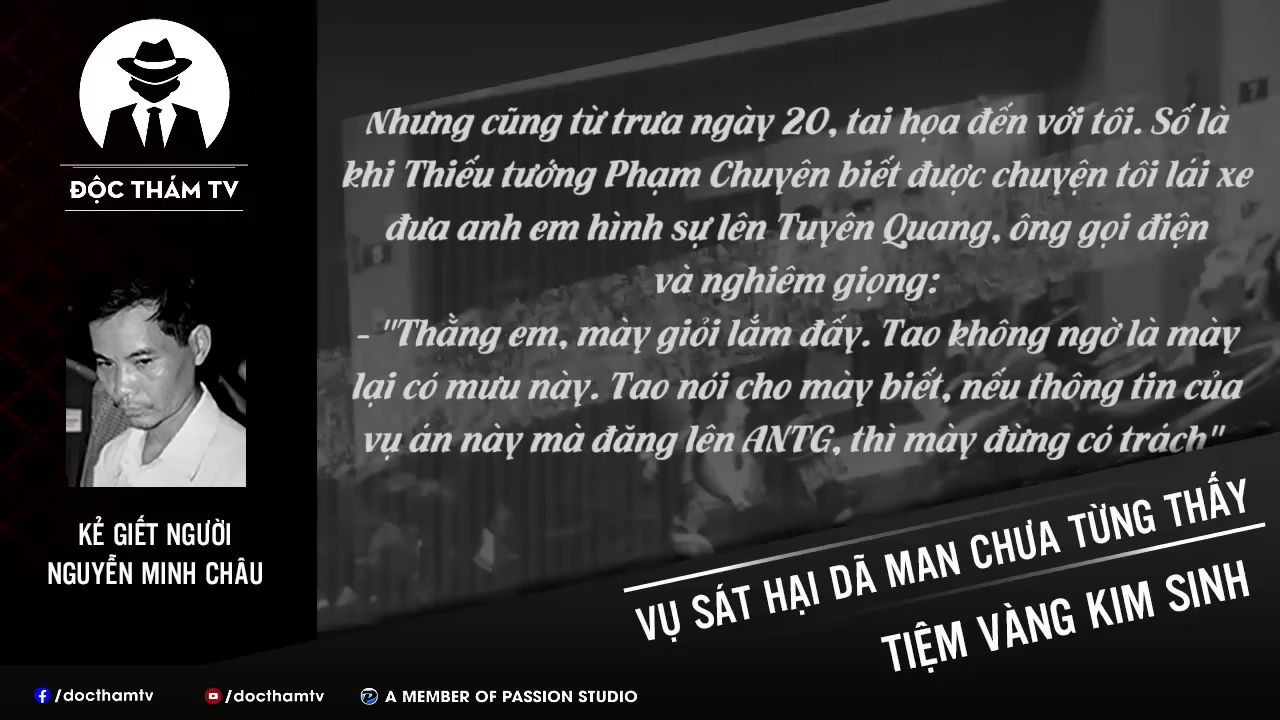 ĐỘC THÁM TV
Nhưng cũng từ trưa ngày 20, tai họa đến với tôi. Số là
khi Thiếu tướng Phạm Chuyên biết được chuyện tôi lái xe
đưa anh em hình sự lên Tuyên Quang, ông gọi điện
và nghiêm giọng:
- "Thằng em, mày giỏi lắm đấy. Tao không ngờ là mày
lại có mưu này. Tao nói cho mày biết, nếu thông tin của
vụ án này mà đăng lên ANTG, thì mày đừng có trách"
KẺ GIẾT NGƯỜI
NGUYỄN MINH CHÂU
VỤ SÁT HẠI DÃ MAN CHƯA TỪNG THẤY
TIỆM VÀNG KIM SINH
/docthamtv
/docthamtv
A MEMBER OF PASSION STUDIO